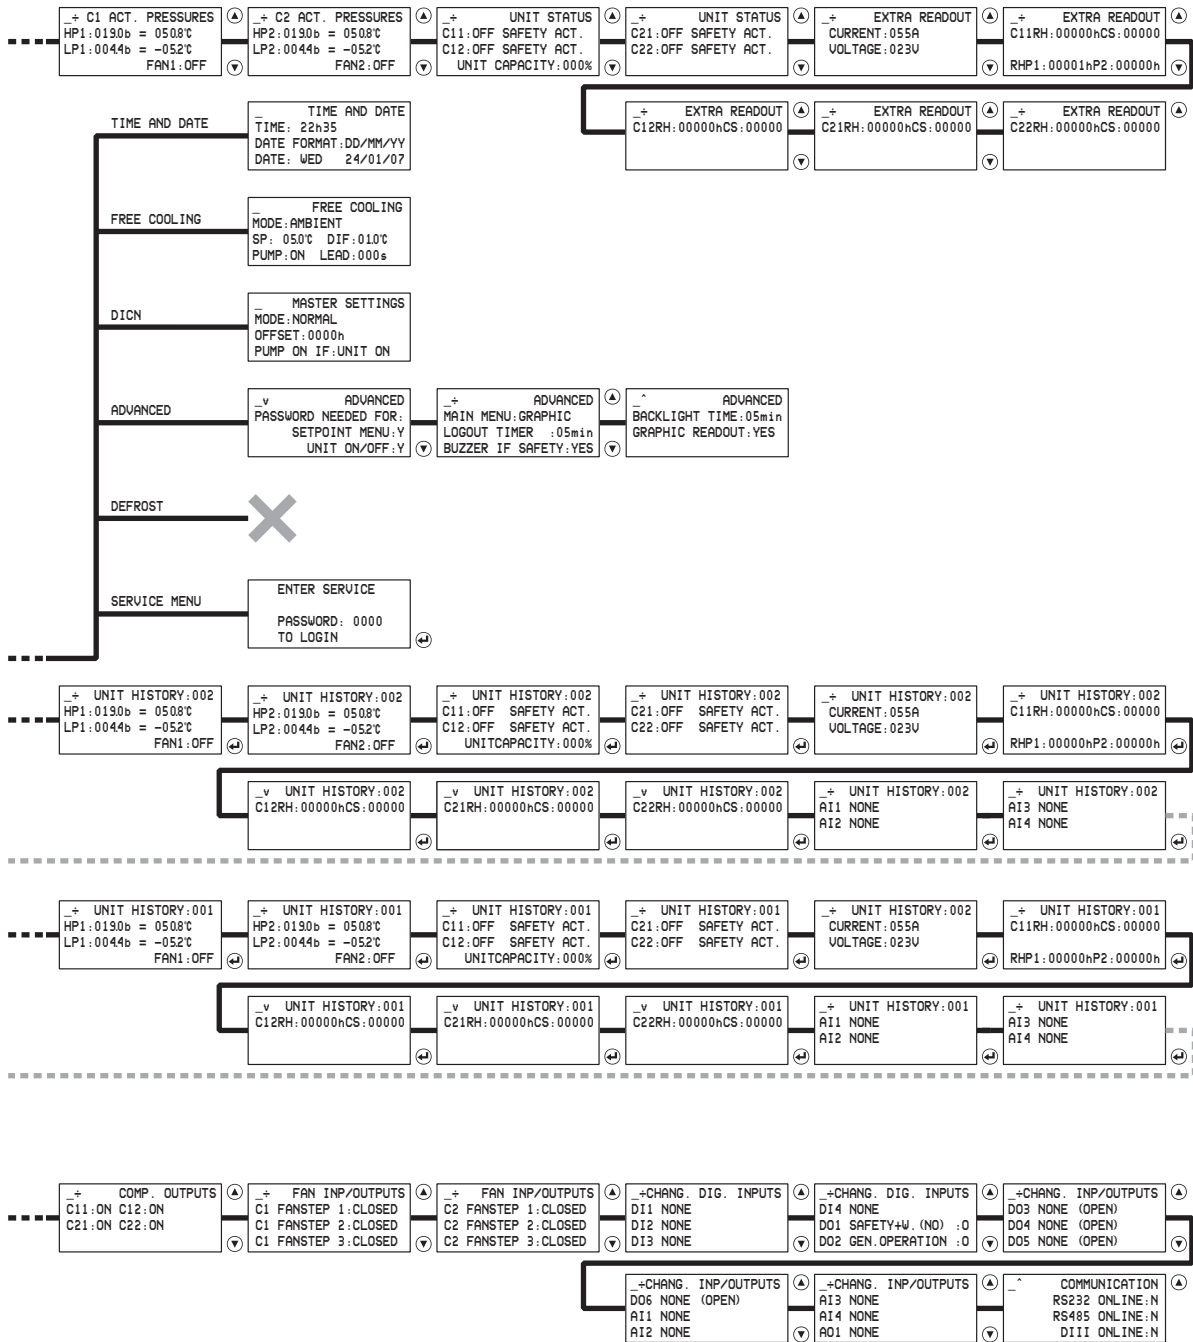 _÷ C1 ACT. PRESSURES
HP1:019.0b = 050.8°C
LP1:004.4b = -05.2°C
FAN1:OFF
_÷ C2 ACT. PRESSURES
HP2:019.0b = 050.8°C
LP2:004.4b = -05.2°C
FAN2:OFF
_÷ UNIT STATUS
C11:OFF SAFETY ACT.
C12:OFF SAFETY ACT.
UNIT CAPACITY:000%
_÷ UNIT STATUS
C21:OFF SAFETY ACT.
C22:OFF SAFETY ACT.
_÷ EXTRA READOUT
CURRENT:055A
VOLTAGE:023V
_÷ EXTRA READOUT
C11RH:00000hCS:00000
RHP1:00001hP2:00000h
_÷ EXTRA READOUT
C12RH:00000hCS:00000
_÷ EXTRA READOUT
C21RH:00000hCS:00000
_÷ EXTRA READOUT
C22RH:00000hCS:00000
TIME AND DATE
_ TIME AND DATE
TIME: 22h35
DATE FORMAT:DD/MM/YY
DATE: WED 24/01/07
FREE COOLING
_ FREE COOLING
MODE:AMBIENT
SP: 05.0°C DIF:01.0°C
PUMP:ON LEAD:000s
DICN
_ MASTER SETTINGS
MODE:NORMAL
OFFSET:0000h
PUMP ON IF:UNIT ON
ADVANCED
_v ADVANCED
PASSWORD NEEDED FOR:
SETPOINT MENU:Y
UNIT ON/OFF:Y
_÷ ADVANCED
MAIN MENU:GRAPHIC
LOGOUT TIMER :05min
BUZZER IF SAFETY:YES
_^ ADVANCED
BACKLIGHT TIME:05min
GRAPHIC READOUT:YES
DEFROST
SERVICE MENU
ENTER SERVICE
PASSWORD: 0000
TO LOGIN
_÷ UNIT HISTORY:002
HP1:019.0b = 050.8°C
LP1:004.4b = -05.2°C
FAN1:OFF
_÷ UNIT HISTORY:002
HP2:019.0b = 050.8°C
LP2:004.4b = -05.2°C
FAN2:OFF
_÷ UNIT HISTORY:002
C11:OFF SAFETY ACT.
C12:OFF SAFETY ACT.
UNITCAPACITY:000%
_÷ UNIT HISTORY:002
C21:OFF SAFETY ACT.
C22:OFF SAFETY ACT.
_÷ UNIT HISTORY:002
CURRENT:055A
VOLTAGE:023V
_÷ UNIT HISTORY:002
C11RH:00000hCS:00000
RHP1:00000hP2:00000h
_v UNIT HISTORY:002
C12RH:00000hCS:00000
_v UNIT HISTORY:002
C21RH:00000hCS:00000
_v UNIT HISTORY:002
C22RH:00000hCS:00000
_÷ UNIT HISTORY:002
AI1 NONE
AI2 NONE
_÷ UNIT HISTORY:002
AI3 NONE
AI4 NONE
_÷ UNIT HISTORY:001
HP1:019.0b = 050.8°C
LP1:004.4b = -05.2°C
FAN1:OFF
_÷ UNIT HISTORY:001
HP2:019.0b = 050.8°C
LP2:004.4b = -05.2°C
FAN2:OFF
_÷ UNIT HISTORY:001
C11:OFF SAFETY ACT.
C12:OFF SAFETY ACT.
UNITCAPACITY:000%
_÷ UNIT HISTORY:001
C21:OFF SAFETY ACT.
C22:OFF SAFETY ACT.
_÷ UNIT HISTORY:002
CURRENT:055A
VOLTAGE:023V
_÷ UNIT HISTORY:001
C11RH:00000hCS:00000
RHP1:00000hP2:00000h
_v UNIT HISTORY:001
C12RH:00000hCS:00000
_v UNIT HISTORY:001
C21RH:00000hCS:00000
_v UNIT HISTORY:001
C22RH:00000hCS:00000
_÷ UNIT HISTORY:001
AI1 NONE
AI2 NONE
_÷ UNIT HISTORY:001
AI3 NONE
AI4 NONE
_÷ COMP. OUTPUTS
C11:ON C12:ON
C21:ON C22:ON
_÷ FAN INP/OUTPUTS
C1 FANSTEP 1:CLOSED
C1 FANSTEP 2:CLOSED
C1 FANSTEP 3:CLOSED
_÷ FAN INP/OUTPUTS
C2 FANSTEP 1:CLOSED
C2 FANSTEP 2:CLOSED
C2 FANSTEP 3:CLOSED
_÷CHANG. DIG. INPUTS
DI1 NONE
DI2 NONE
DI3 NONE
_÷CHANG. DIG. INPUTS
DI4 NONE
DO1 SAFETY+W.(NO) :O
DO2 GEN.OPERATION :O
_÷CHANG. INP/OUTPUTS
DO3 NONE (OPEN)
DO4 NONE (OPEN)
DO5 NONE (OPEN)
_÷CHANG. INP/OUTPUTS
DO6 NONE (OPEN)
AI1 NONE
AI2 NONE
_÷CHANG. INP/OUTPUTS
AI3 NONE
AI4 NONE
AO1 NONE
_^ COMMUNICATION
RS232 ONLINE:N
RS485 ONLINE:N
DIII ONLINE:N